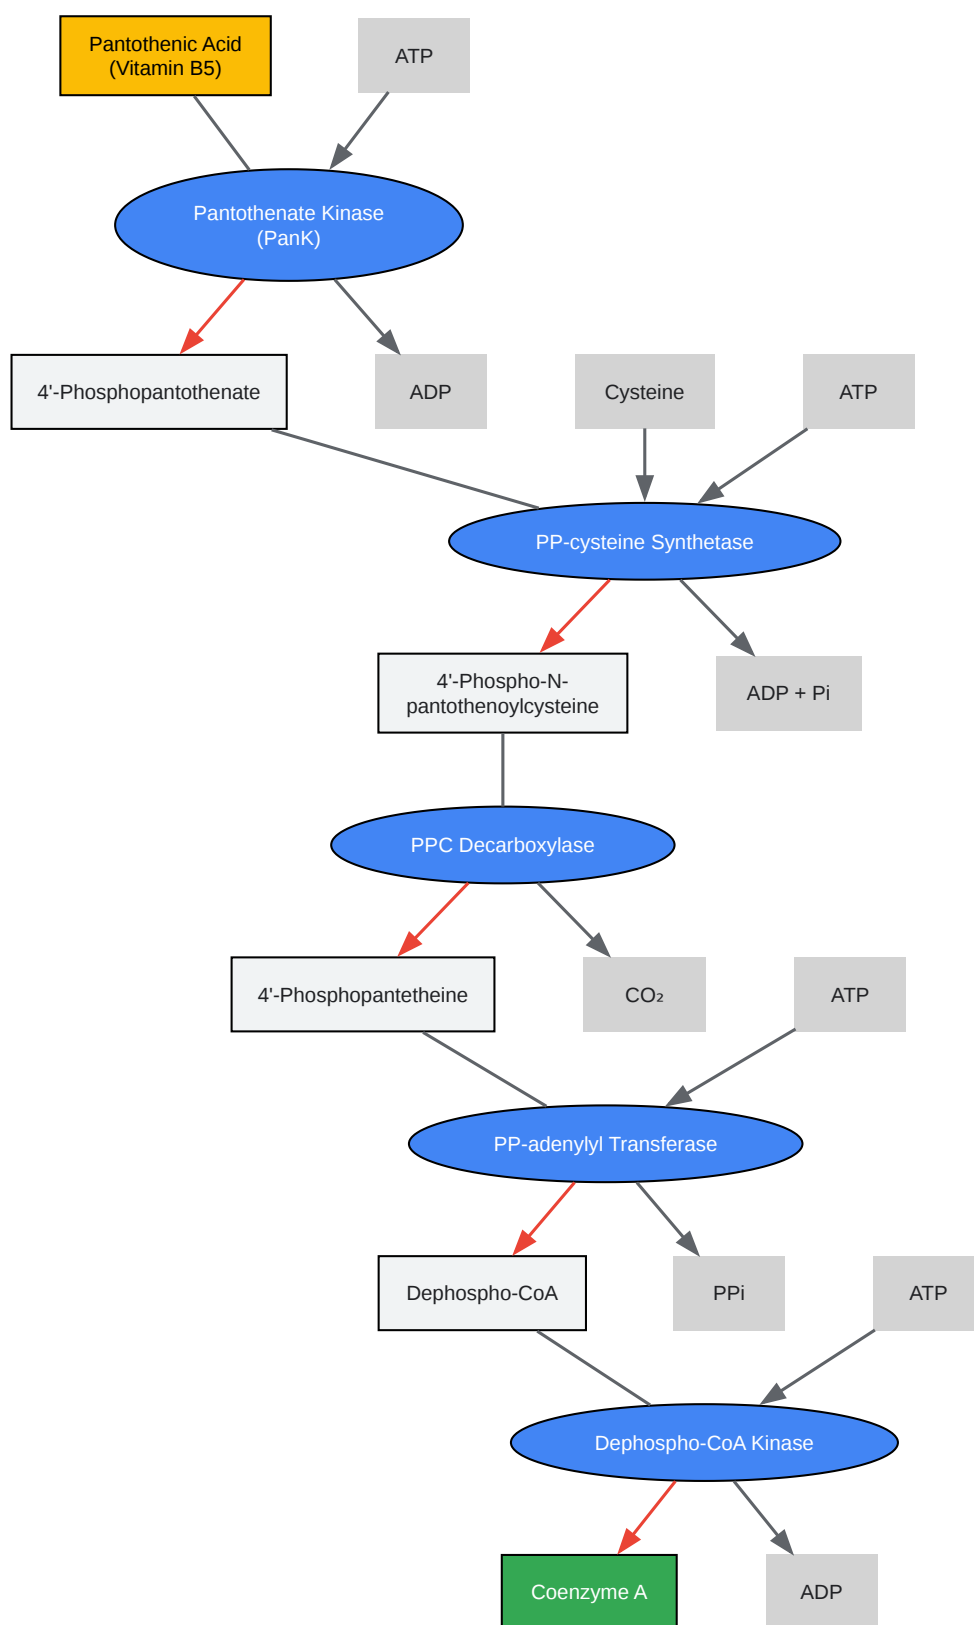 Pantothenic Acid
(Vitamin B5)
ATP
Pantothenate Kinase
(PanK)
4'-Phosphopantothenate
ADP
Cysteine
ATP
PP-cysteine Synthetase
4'-Phospho-N-
pantothenoylcysteine
ADP + Pi
PPC Decarboxylase
4'-Phosphopantetheine
CO₂
ATP
PP-adenylyl Transferase
Dephospho-CoA
PPi
ATP
Dephospho-CoA Kinase
Coenzyme A
ADP